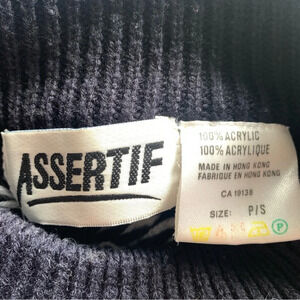 ASSERTIF
100% ACRYLIC
100% ACRYLIQUE
MADE IN HONG KONG
FABRIQUE EN HONG KONG
CA 19138
SIZE: P/S
P